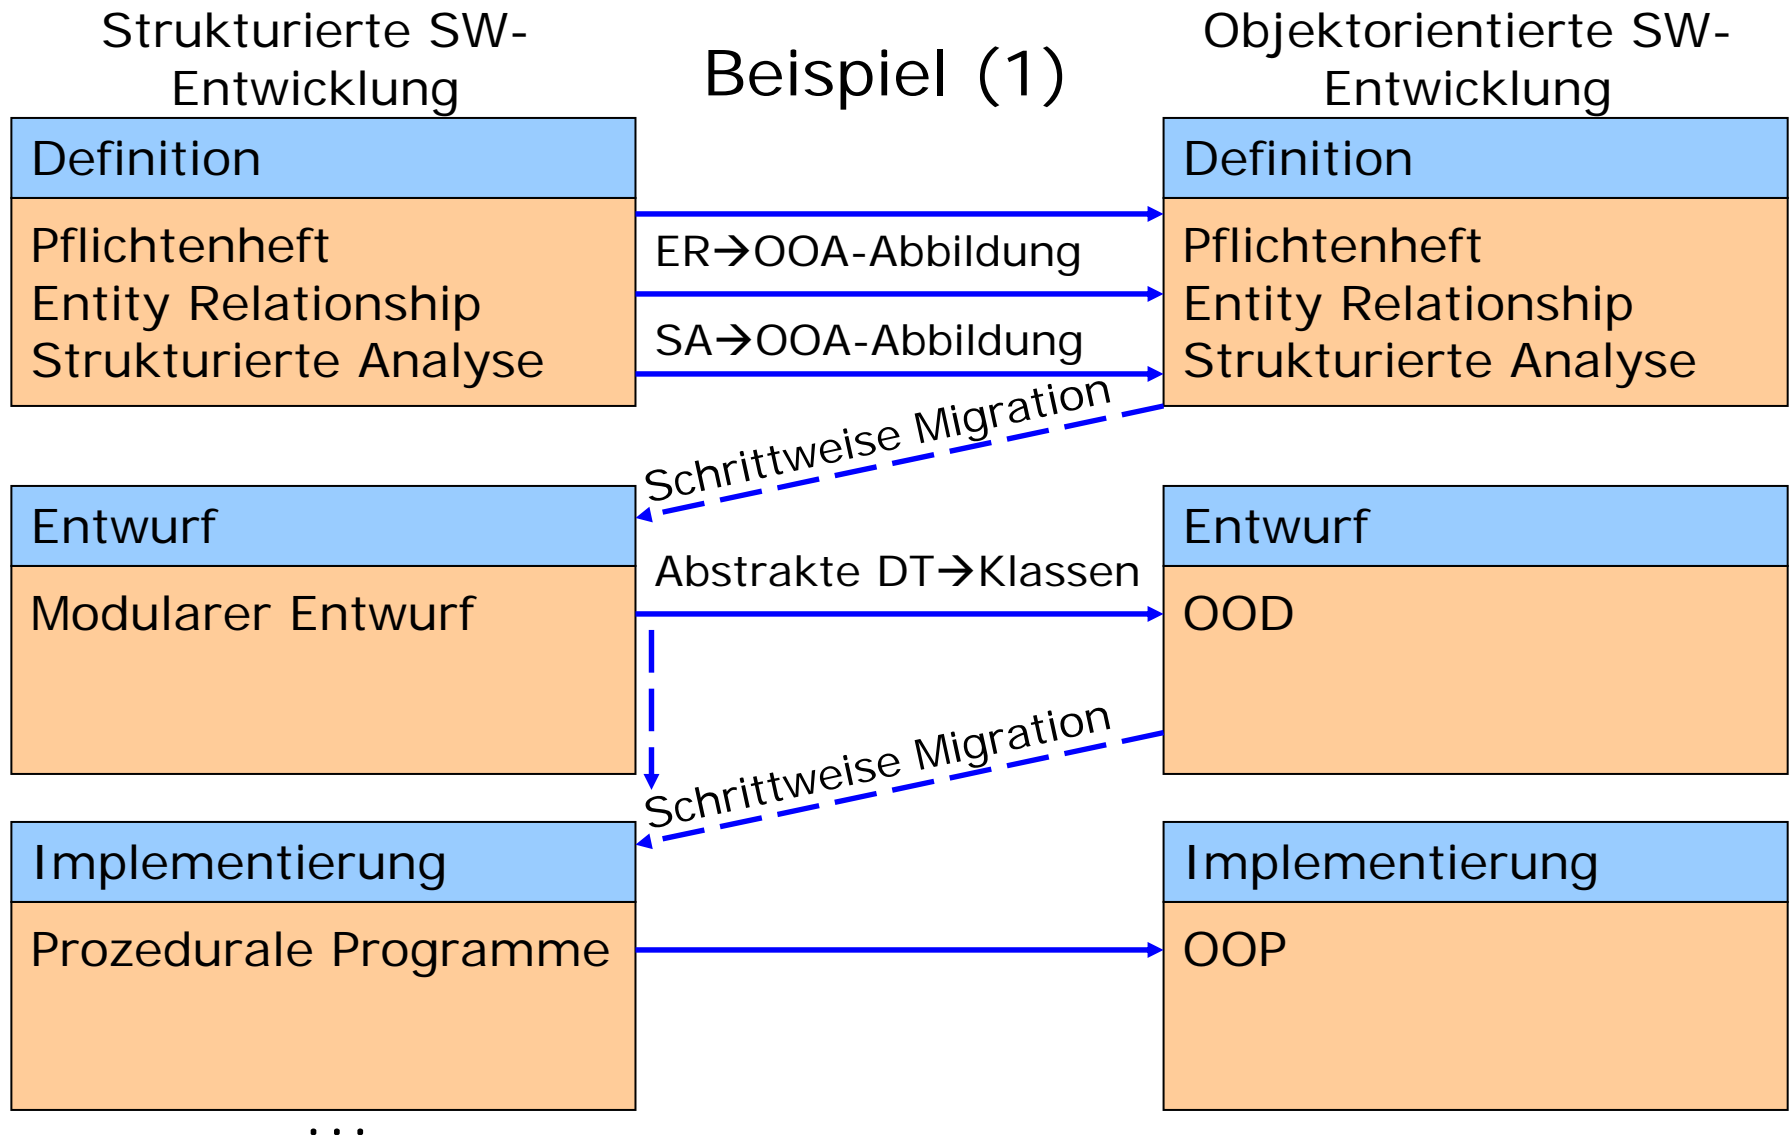 Strukturierte SW-
Entwicklung
Beispiel (1)
Objektorientierte SW-
Entwicklung
Definition
Pflichtenheft
Entity Relationship
Strukturierte Analyse
ER→OOA-Abbildung
SA→OOA-Abbildung
Definition
Pflichtenheft
Entity Relationship
Strukturierte Analyse
Schrittweise Migration
Entwurf
Modularer Entwurf
Abstrakte DT→Klassen
Entwurf
OOD
Schrittweise Migration
Implementierung
Prozedurale Programme
Implementierung
OOP
...